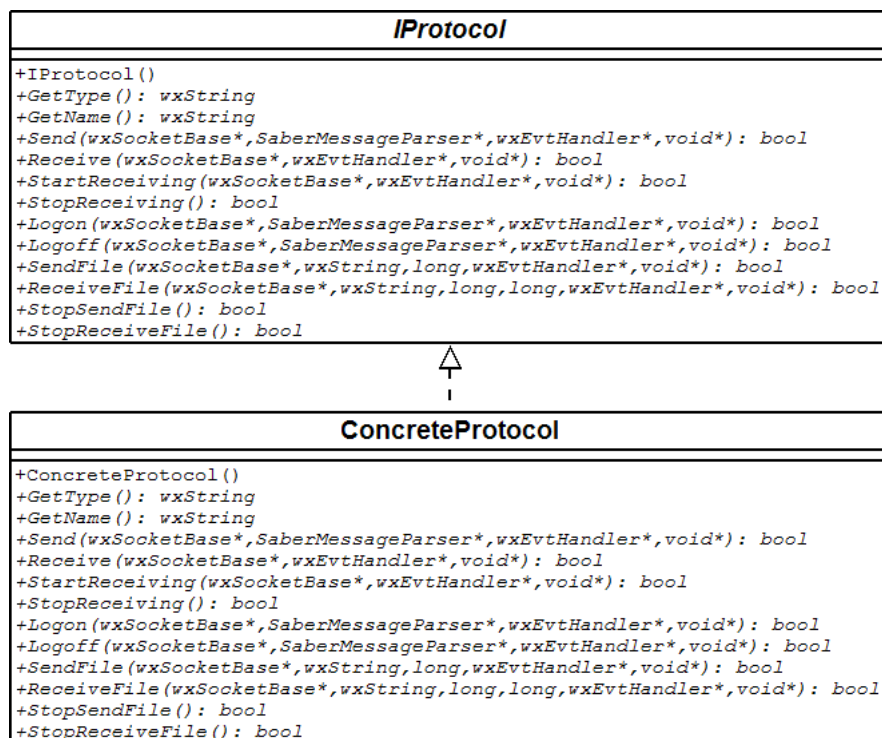 IProtocol
+IProtocol()
+GetType(): wxString
+GetName(): wxString
+Send(wxSocketBase*,SaberMessageParser*,wxEvtHandler*,void*): bool
+Receive(wxSocketBase*,wxEvtHandler*,void*): bool
+StartReceiving(wxSocketBase*,wxEvtHandler*,void*): bool
+StopReceiving(): bool
+Logon(wxSocketBase*,SaberMessageParser*,wxEvtHandler*,void*): bool
+Logoff(wxSocketBase*,SaberMessageParser*,wxEvtHandler*,void*): bool
+SendFile(wxSocketBase*,wxString,long,wxEvtHandler*,void*): bool
+ReceiveFile(wxSocketBase*,wxString,long,long,wxEvtHandler*,void*): bool
+StopSendFile(): bool
+StopReceiveFile(): bool
ConcreteProtocol
+ConcreteProtocol()
+GetType(): wxString
+GetName(): wxString
+Send(wxSocketBase*,SaberMessageParser*,wxEvtHandler*,void*): bool
+Receive(wxSocketBase*,wxEvtHandler*,void*): bool
+StartReceiving(wxSocketBase*,wxEvtHandler*,void*): bool
+StopReceiving(): bool
+Logon(wxSocketBase*,SaberMessageParser*,wxEvtHandler*,void*): bool
+Logoff(wxSocketBase*,SaberMessageParser*,wxEvtHandler*,void*): bool
+SendFile(wxSocketBase*,wxString,long,wxEvtHandler*,void*): bool
+ReceiveFile(wxSocketBase*,wxString,long,long,wxEvtHandler*,void*): bool
+StopSendFile(): bool
+StopReceiveFile(): bool